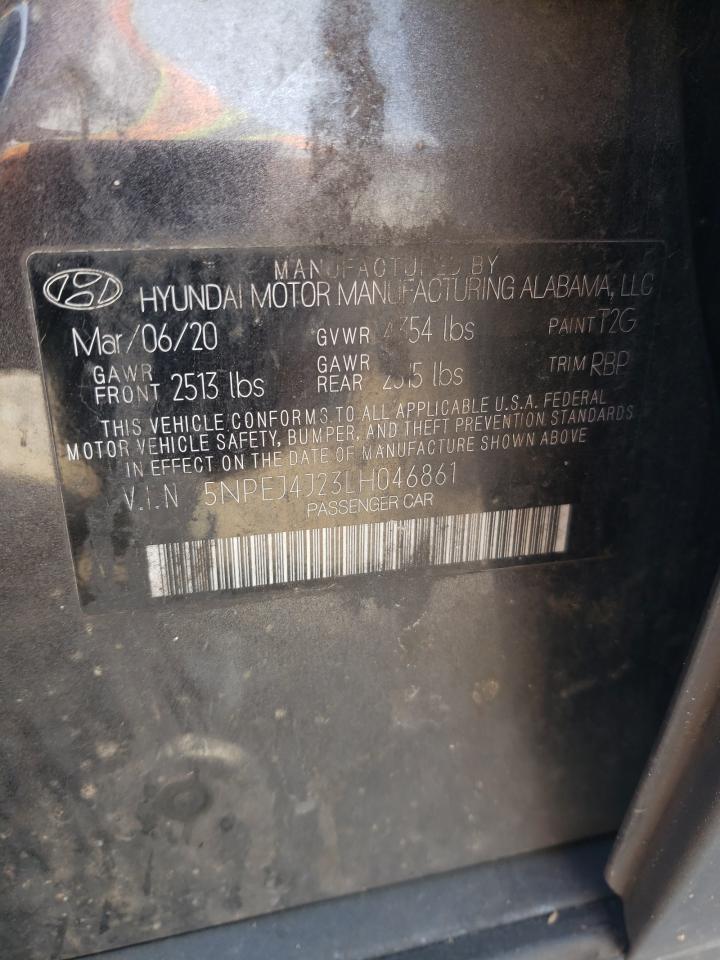 MANUFACTURED BY
HYUNDAI MOTOR MANUFACTURING ALABAMA, LLC
Mar/06/20 GVWR 4354 lbs PAINT T2G
GAWR FRONT 2513 lbs GAWR REAR lbs TRIM RBP
THIS VEHICLE CONFORMS TO ALL APPLICABLE U.S.A. FEDERAL
MOTOR VEHICLE SAFETY, BUMPER, AND THEFT PREVENTION STANDARDS
IN EFFECT ON THE DATE OF MANUFACTURE SHOWN ABOVE
V.I.N 5NPEJ4J23LH046861
PASSENGER CAR